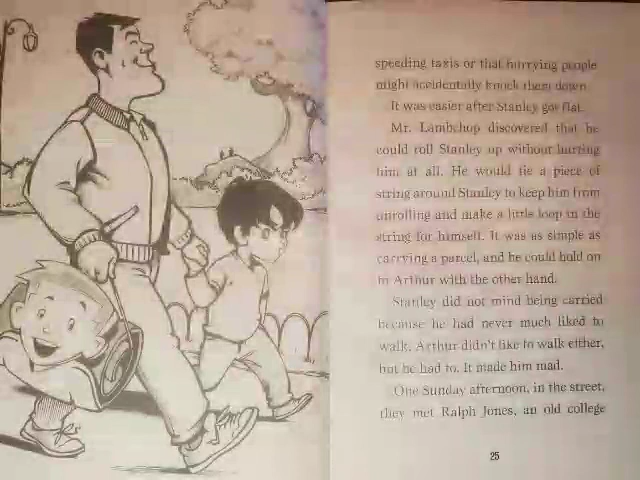 speeding taxis or that hurrying people
might accidentally knock them down.
It was easier after Stanley got flat.
Mr. Lambchop discovered that he
could roll Stanley up without hurting
him at all. He would tie a piece of
string around Stanley to keep him from
unrolling and make a little loop in the
string for himself. It was as simple as
carrying a parcel, and he could hold on
to Arthur with the other hand.
Stanley did not mind being carried
because he had never much liked to
walk. Arthur didn't like to walk either,
but he had to. It made him mad.
One Sunday afternoon, in the street,
they met Ralph Jones, an old college
25